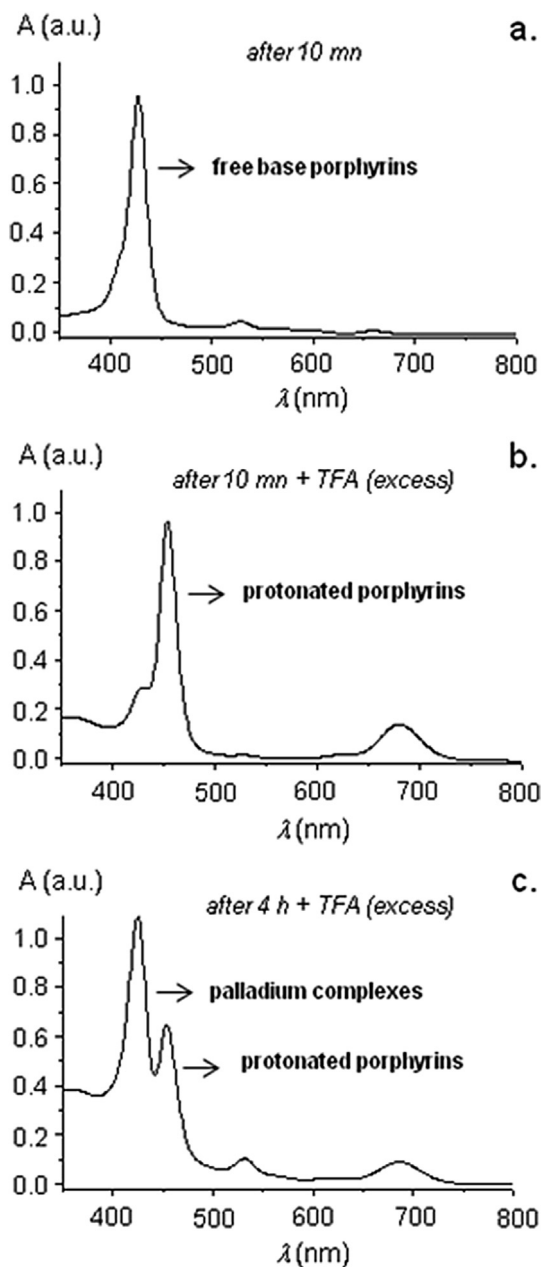 A (a.u.)
a.
after 10 mn
1.0
0.8
free base porphyrins
0.6
0.4
0.2
0.0
400 500 600 700 800
λ (nm)
A (a.u.)
b.
after 10 mn + TFA (excess)
1.0
0.8
protonated porphyrins
0.6
0.4
0.2
0.0
400 500 600 700 800
λ (nm)
A (a.u.)
c.
after 4 h + TFA (excess)
1.0
0.8
palladium complexes
0.6
protonated porphyrins
0.4
0.2
0.0
400 500 600 700 800
λ (nm)